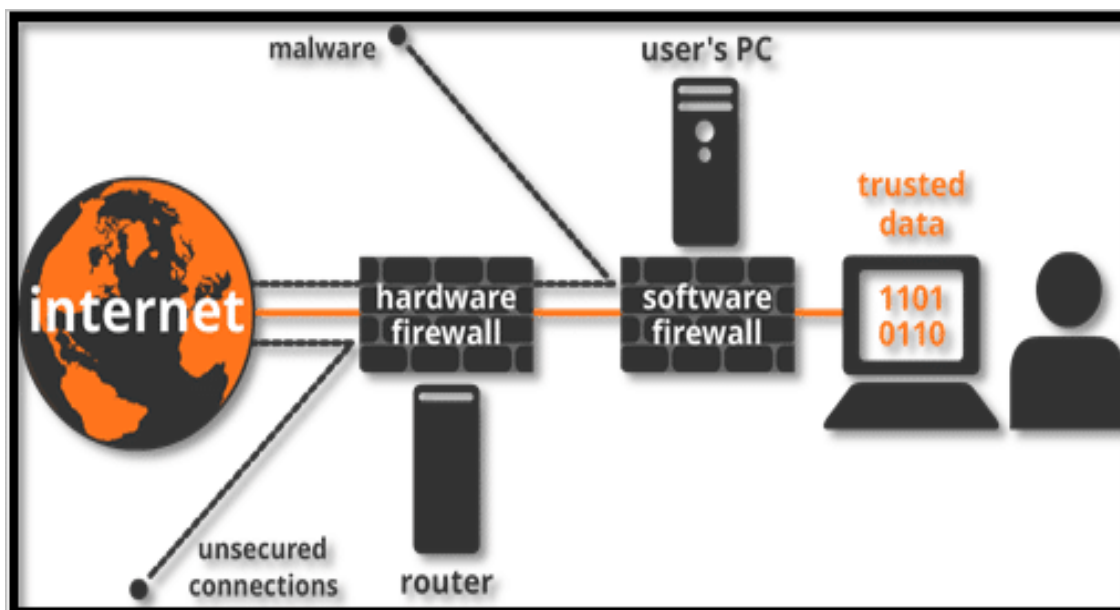 malware
user's PC
trusted
data
internet
hardware
firewall
software
firewall
1101
0110
unsecured
connections
router